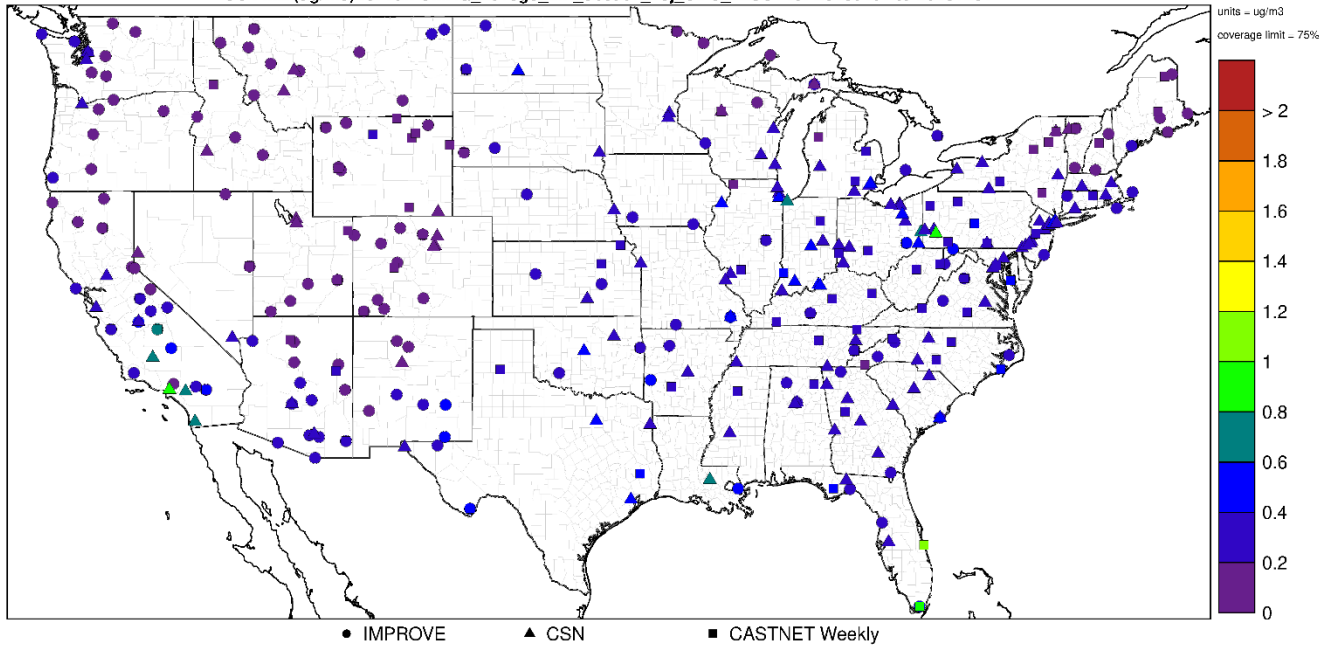 units = ug/m3
coverage limit = 75%
> 2
1.8
1.6
1.4
1.2
1
0.8
0.6
0.4
0.2
0
IMPROVE
CSN
CASTNET Weekly